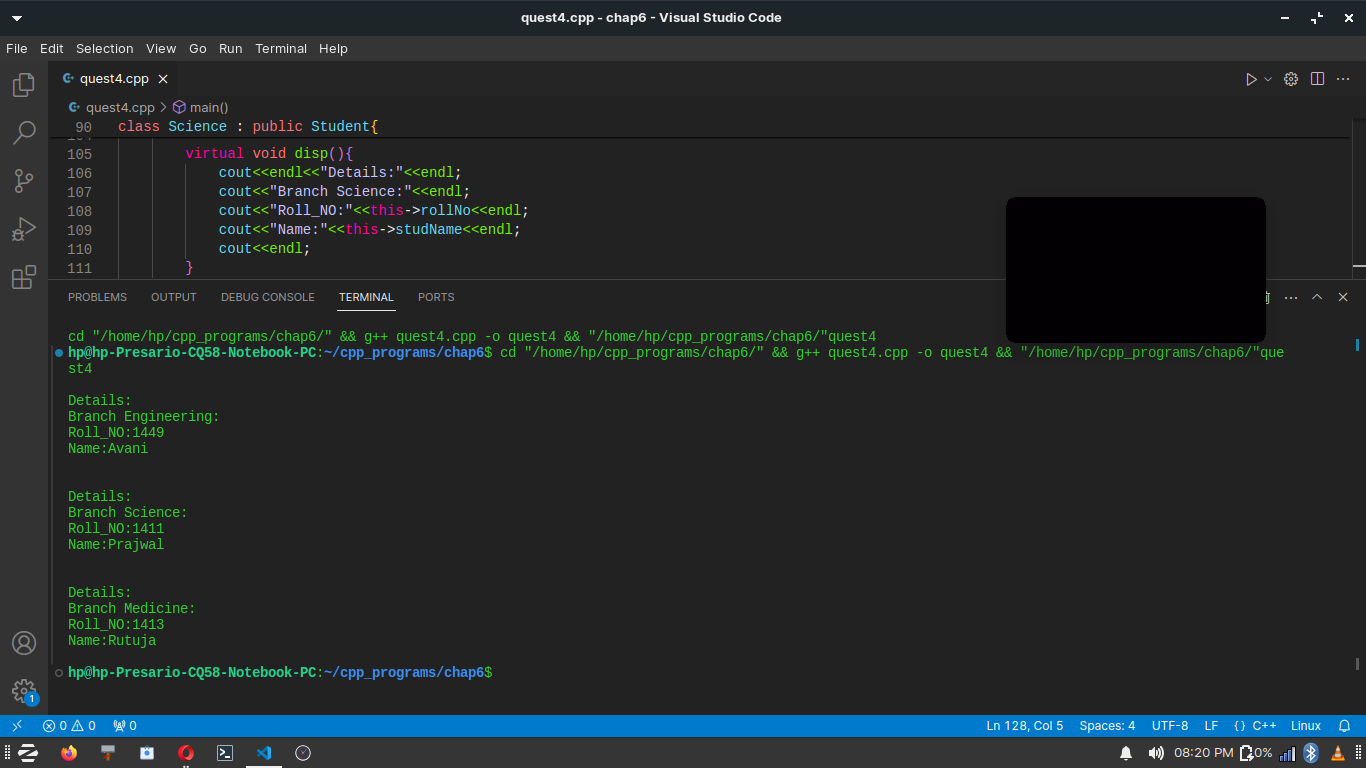 quest4.cpp - chap6 - Visual Studio Code
File Edit Selection View Go Run Terminal Help
quest4.cpp
quest4.cpp > main()
90 class Science : public Student{
105 virtual void disp(){
106 cout<<endl<<"Details:"<<endl;
107 cout<<"Branch Science:"<<endl;
108 cout<<"Roll_NO:"<<this->rollNo<<endl;
109 cout<<"Name:"<<this->studName<<endl;
110 cout<<endl;
111 }
PROBLEMS OUTPUT DEBUG CONSOLE TERMINAL PORTS
cd "/home/hp/cpp_programs/chap6/" && g++ quest4.cpp -o quest4 && "/home/hp/cpp_programs/chap6/"quest4
hp@hp-Presario-CQ58-Notebook-PC:~/cpp_programs/chap6$ cd "/home/hp/cpp_programs/chap6/" && g++ quest4.cpp -o quest4 && "/home/hp/cpp_programs/chap6/"que
st4
Details:
Branch Engineering:
Roll_NO:1449
Name:Avani
Details:
Branch Science:
Roll_NO:1411
Name:Prajwal
Details:
Branch Medicine:
Roll_NO:1413
Name:Rutuja
hp@hp-Presario-CQ58-Notebook-PC:~/cpp_programs/chap6$
1
0 0 0 Ln 128, Col 5 Spaces: 4 UTF-8 LF {} C++ Linux
08:20 PM 0%